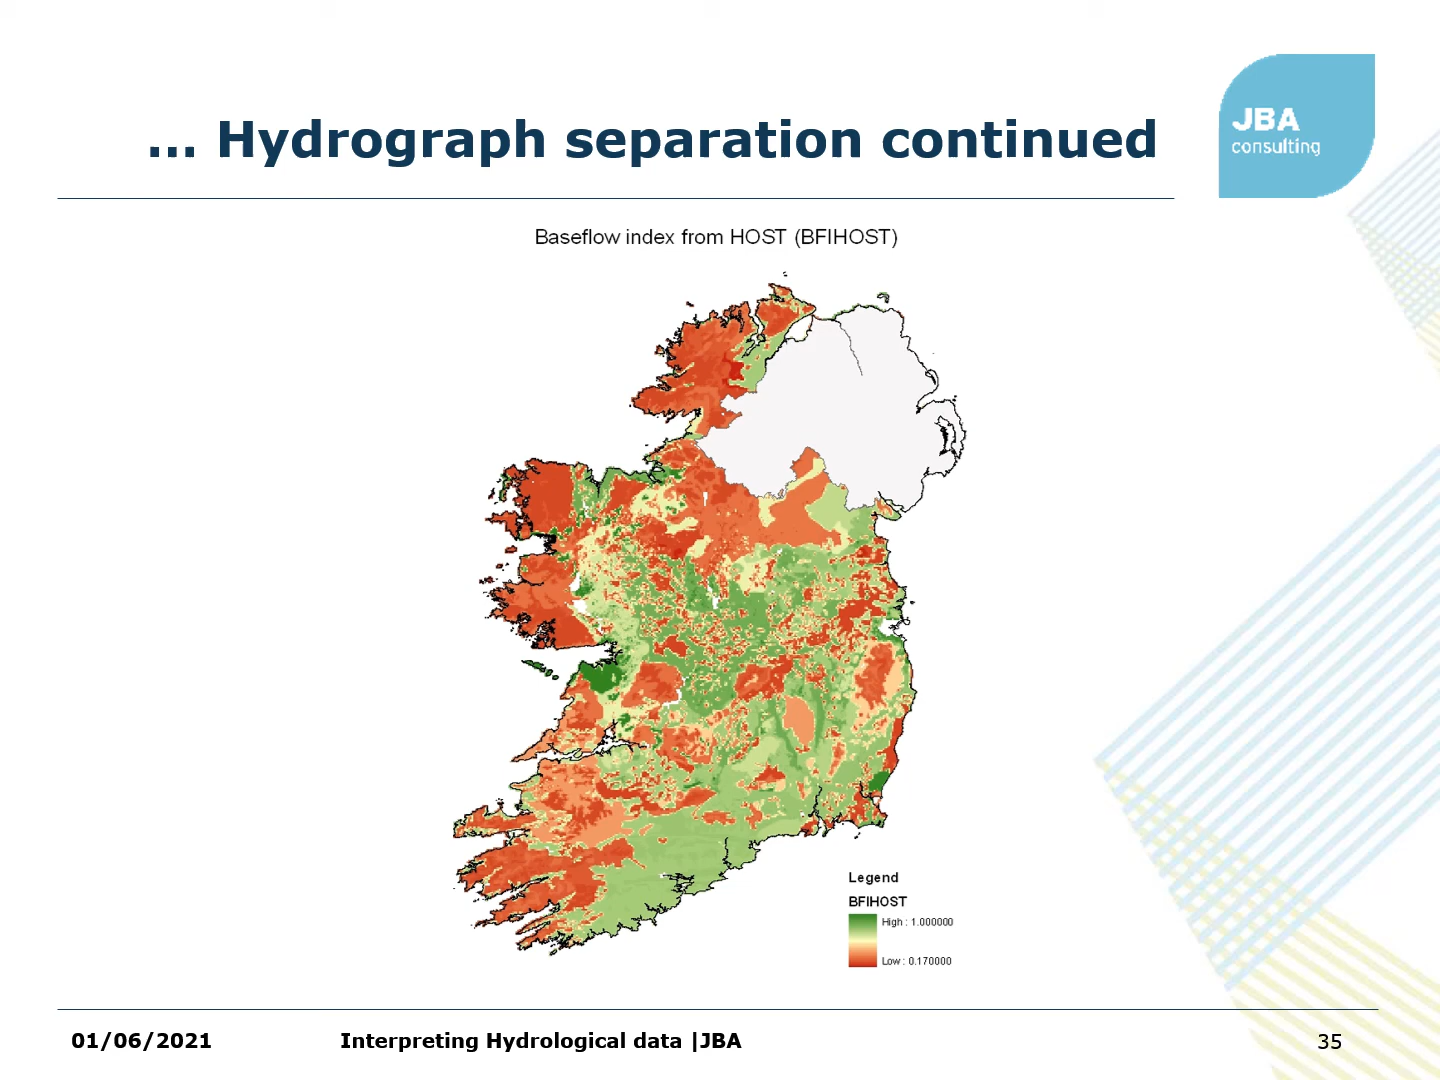 ... Hydrograph separation continued
JBA
consulting
Baseflow index from HOST (BFIHOST)
Legend
BFIHOST
High : 1.000000
Low : 0.170000
01/06/2021
Interpreting Hydrological data |JBA
35